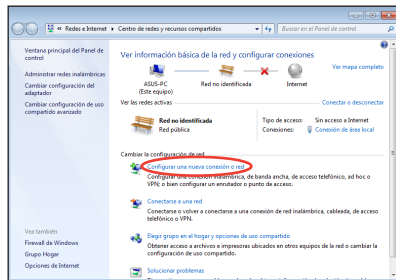 « Redes e Internet ▸ Centro de redes y recursos compartidos
Buscar en el Panel de control
Ventana principal del Panel de control
Administrar redes inalámbricas
Cambiar configuración del adaptador
Cambiar configuración de uso compartido avanzado
Vea también
Firewall de Windows
Grupo Hogar
Opciones de Internet
Ver información básica de la red y configurar conexiones
Ver mapa completo
ASUS-PC
(Este equipo)
Red no identificada
Internet
Ver las redes activas
Conectar o desconectar
Red no identificada
Red pública
Tipo de acceso: Sin acceso a Internet
Conexiones: Conexión de área local
Cambiar la configuración de red
Configurar una nueva conexión o red
Configurar una conexión inalámbrica, de banda ancha, de acceso telefónico, ad hoc o
VPN; o bien configurar un enrutador o punto de acceso.
Conectarse a una red
Conectarse o volver a conectarse a una conexión de red inalámbrica, cableada, de acceso
telefónico o VPN.
Elegir grupo en el hogar y opciones de uso compartido
Obtener acceso a archivos e impresoras ubicados en otros equipos de la red o cambiar la
configuración de uso compartido.
Solucionar problemas